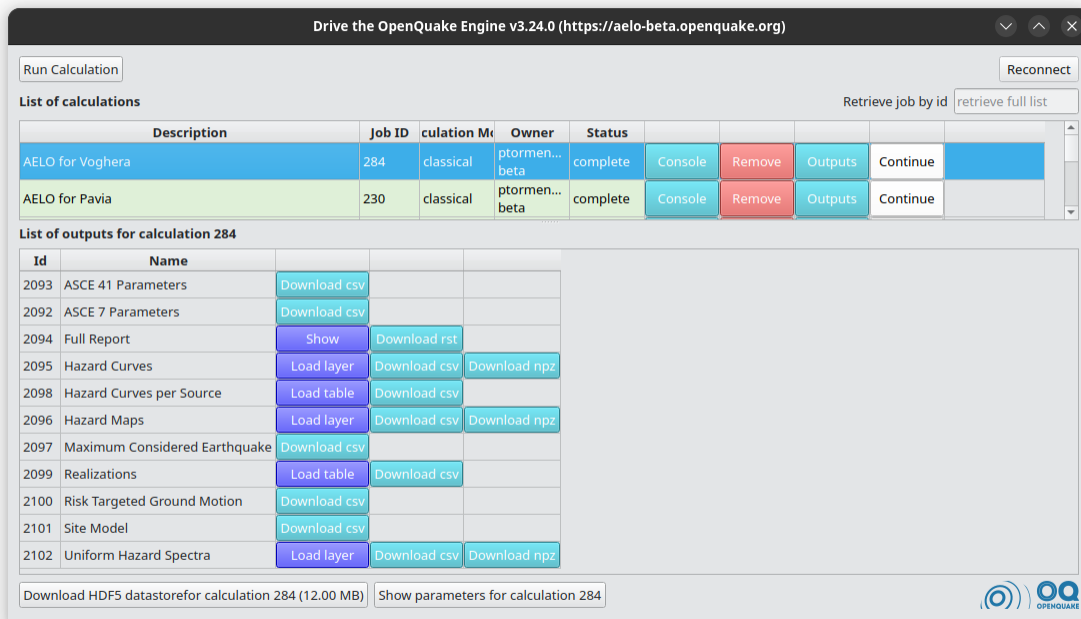 Drive the OpenQuake Engine v3.24.0 (https://aelo-beta.openquake.org)
Run Calculation Reconnect
List of calculations Retrieve job by id retrieve full list
Description Job ID culation Mo Owner Status
AELO for Voghera 284 classical ptormen... beta complete Console Remove Outputs Continue
AELO for Pavia 230 classical ptormen... beta complete Console Remove Outputs Continue
List of outputs for calculation 284
Id Name
2093 ASCE 41 Parameters Download csv
2092 ASCE 7 Parameters Download csv
2094 Full Report Show Download rst
2095 Hazard Curves Load layer Download csv Download npz
2098 Hazard Curves per Source Load table Download csv
2096 Hazard Maps Load layer Download csv Download npz
2097 Maximum Considered Earthquake Download csv
2099 Realizations Load table Download csv
2100 Risk Targeted Ground Motion Download csv
2101 Site Model Download csv
2102 Uniform Hazard Spectra Load layer Download csv Download npz
Download HDF5 datastorefor calculation 284 (12.00 MB) Show parameters for calculation 284
OQ
OPENQUAKE